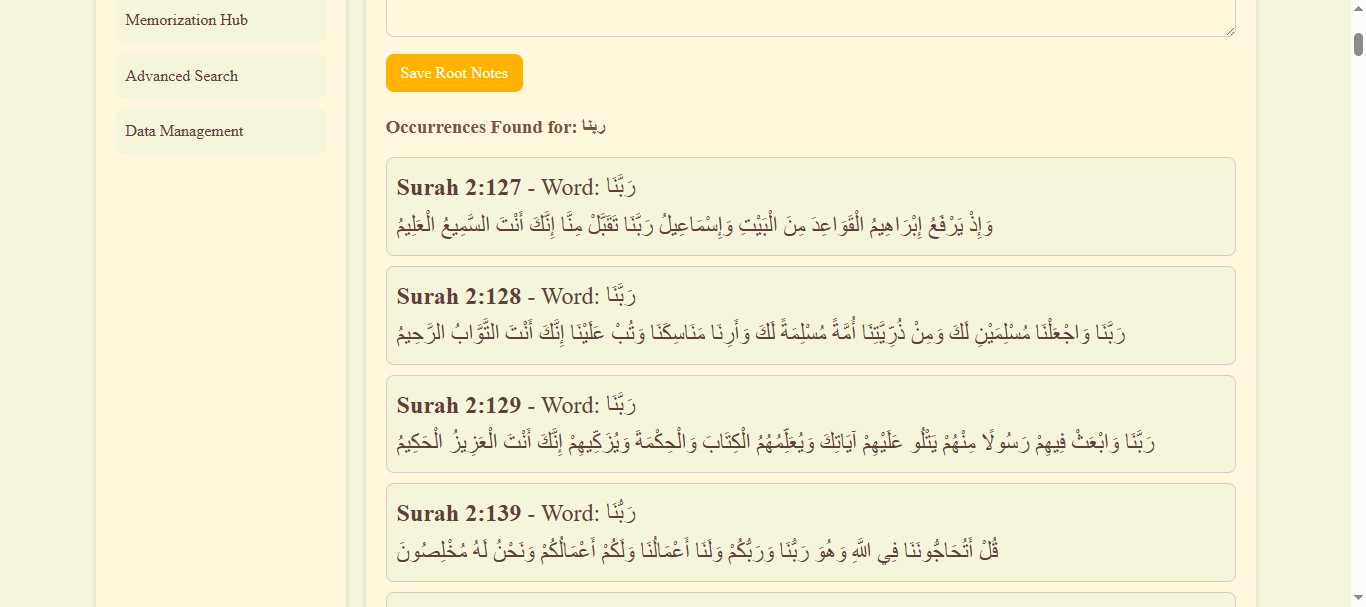 Memorization Hub
Advanced Search
Data Management
Save Root Notes
Occurrences Found for: ربنا
Surah 2:127 - Word: رَبَّنَا
وَإِذْ يَرْفَعُ إِبْرَاهِيمُ الْقَوَاعِدَ مِنَ الْبَيْتِ وَإِسْمَاعِيلُ رَبَّنَا تَقَبَّلْ مِنَّا إِنَّكَ أَنْتَ السَّمِيعُ الْعَلِيمُ
Surah 2:128 - Word: رَبَّنَا
رَبَّنَا وَاجْعَلْنَا مُسْلِمَيْنِ لَكَ وَمِنْ ذُرِّيَّتِنَا أُمَّةً مُسْلِمَةً لَكَ وَأَرِنَا مَنَاسِكَنَا وَتُبْ عَلَيْنَا إِنَّكَ أَنْتَ التَّوَّابُ الرَّحِيمُ
Surah 2:129 - Word: رَبَّنَا
رَبَّنَا وَابْعَثْ فِيهِمْ رَسُولًا مِنْهُمْ يَتْلُو عَلَيْهِمْ آيَاتِكَ وَيُعَلِّمُهُمُ الْكِتَابَ وَالْحِكْمَةَ وَيُزَكِّيهِمْ إِنَّكَ أَنْتَ الْعَزِيزُ الْحَكِيمُ
Surah 2:139 - Word: رَبُّنَا
قُلْ أَتُحَاجُّونَنَا فِي اللَّهِ وَهُوَ رَبُّنَا وَرَبُّكُمْ وَلَنَا أَعْمَالُنَا وَلَكُمْ أَعْمَالُكُمْ وَنَحْنُ لَهُ مُخْلِصُونَ